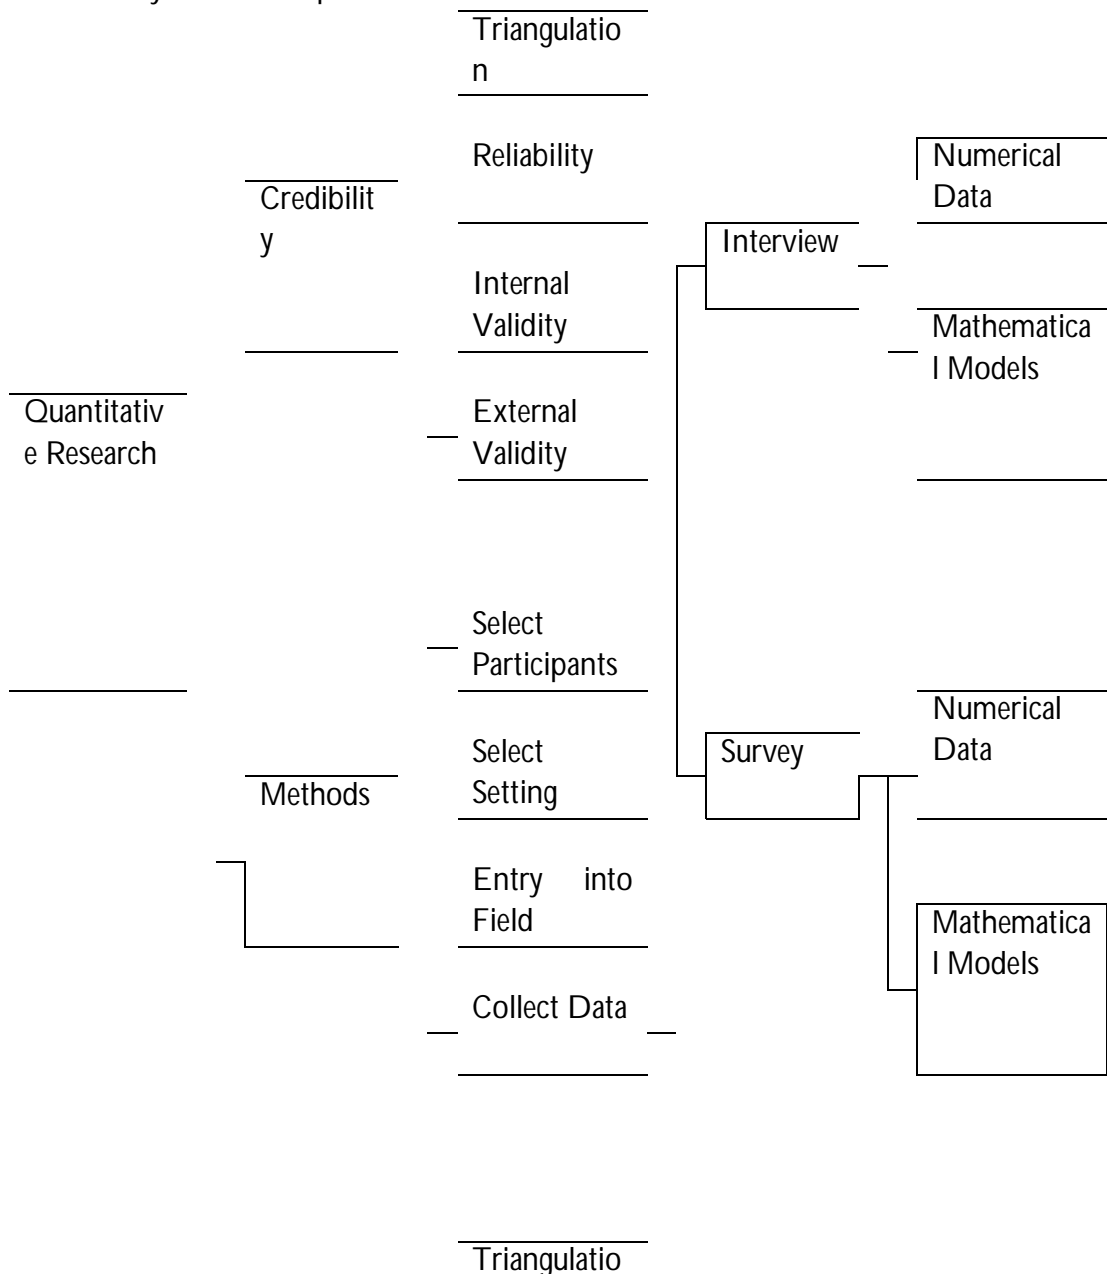 Triangulatio
n
Reliability
Numerical
Data
Credibilit
y
Interview
Internal
Validity
Mathematica
l Models
Quantitativ
e Research
External
Validity
Select
Participants
Numerical
Data
Select
Setting
Survey
Methods
Entry into
Field
Mathematica
l Models
Collect Data
Triangulatio